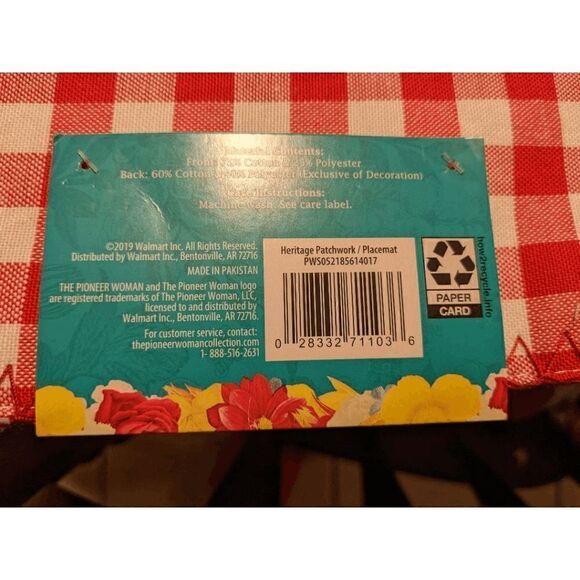 Material Contents:
Front: Cotton Polyester
Back: 60% Cotton Polyester (Exclusive of Decoration)
Care Instructions:
Machine Wash. See care label.
©2019 Walmart Inc. All Rights Reserved.
Distributed by Walmart Inc., Bentonville, AR 72716
MADE IN PAKISTAN
THE PIONEER WOMAN and The Pioneer Woman logo
are registered trademarks of The Pioneer Woman, LLC,
licensed to and distributed by
Walmart Inc., Bentonville, AR 72716.
For customer service, contact:
thepioneerwomancollection.com
1- 888-516-2631
Heritage Patchwork / Placemat
PWS052185614017
0 28332 71103 6
PAPER
CARD
how2recycle.info